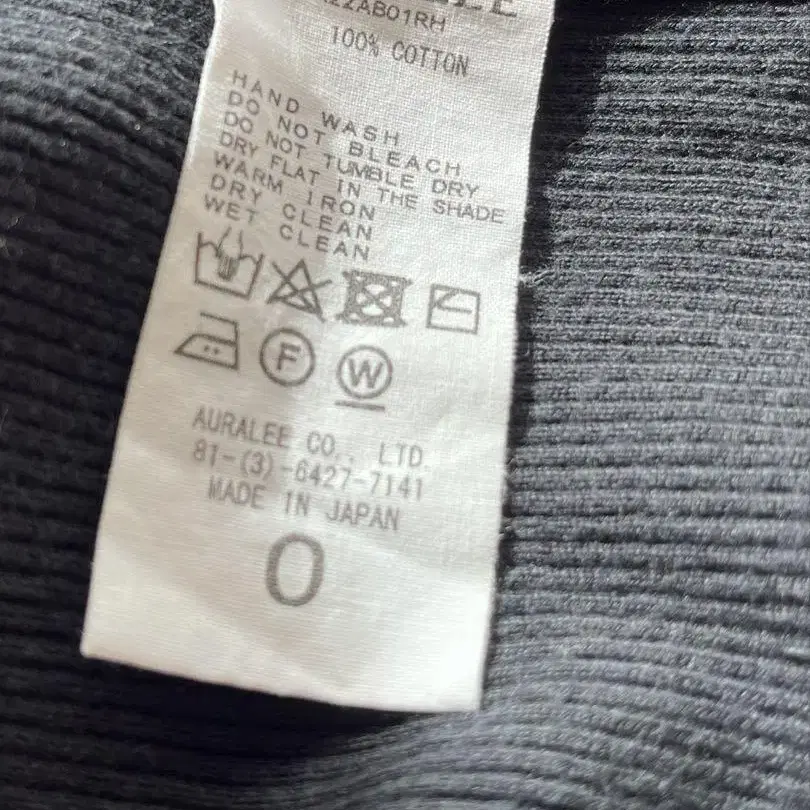 100% COTTON
HAND WASH
DO NOT BLEACH
DO NOT TUMBLE DRY
DRY FLAT IN THE SHADE
WARM IRON
DRY CLEAN
WET CLEAN
F
W
AURALEE CO., LTD.
81-(3)-6427-7141
MADE IN JAPAN
0